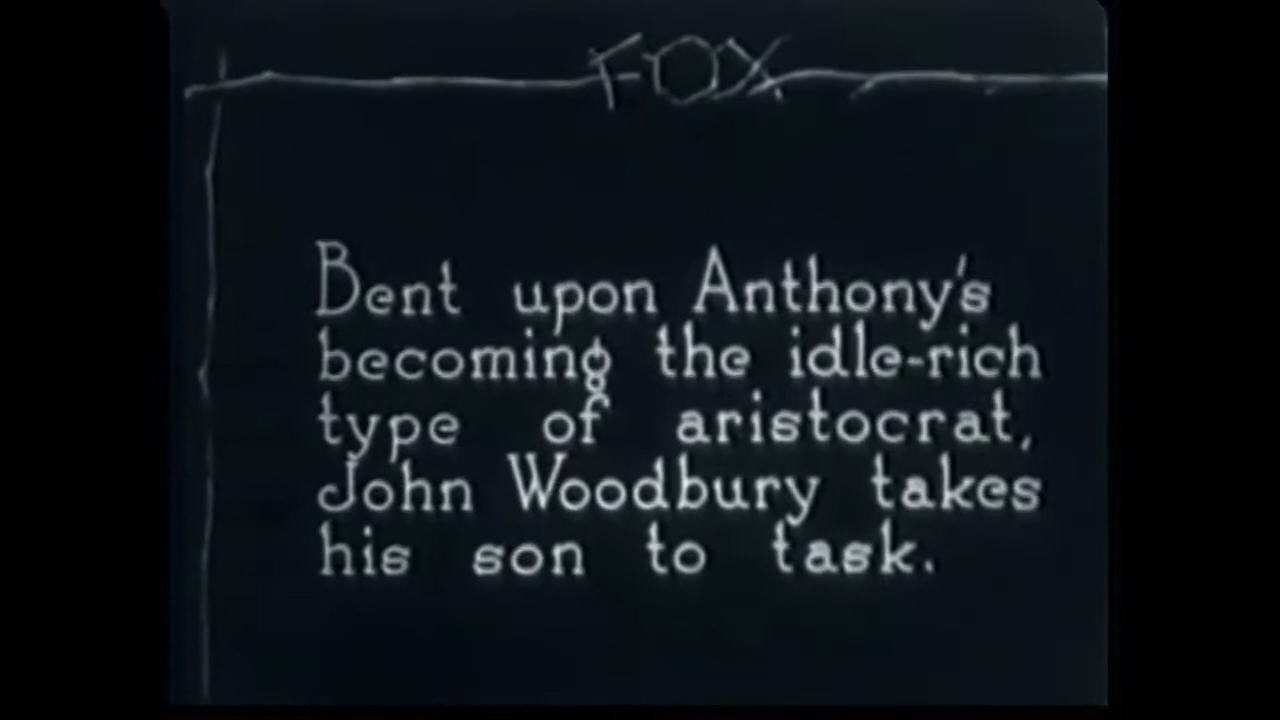 FOX
Bent upon Anthony's
becoming the idle-rich
type of aristocrat,
John Woodbury takes
his son to task.